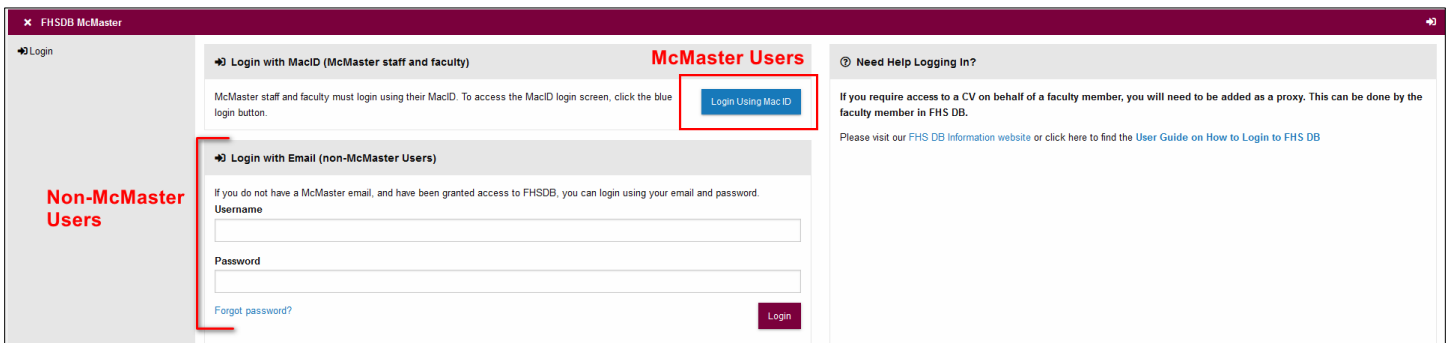 × FHSDB McMaster
Login
Login with MacID (McMaster staff and faculty)
McMaster Users
McMaster staff and faculty must login using their MacID. To access the MacID login screen, click the blue
login button.
Login Using Mac ID
Login with Email (non-McMaster Users)
Non-McMaster
Users
If you do not have a McMaster email, and have been granted access to FHSDB, you can login using your email and password.
Username
Password
Forgot password?
Login
Need Help Logging In?
If you require access to a CV on behalf of a faculty member, you will need to be added as a proxy. This can be done by the
faculty member in FHS DB.
Please visit our FHS DB Information website or click here to find the User Guide on How to Login to FHS DB